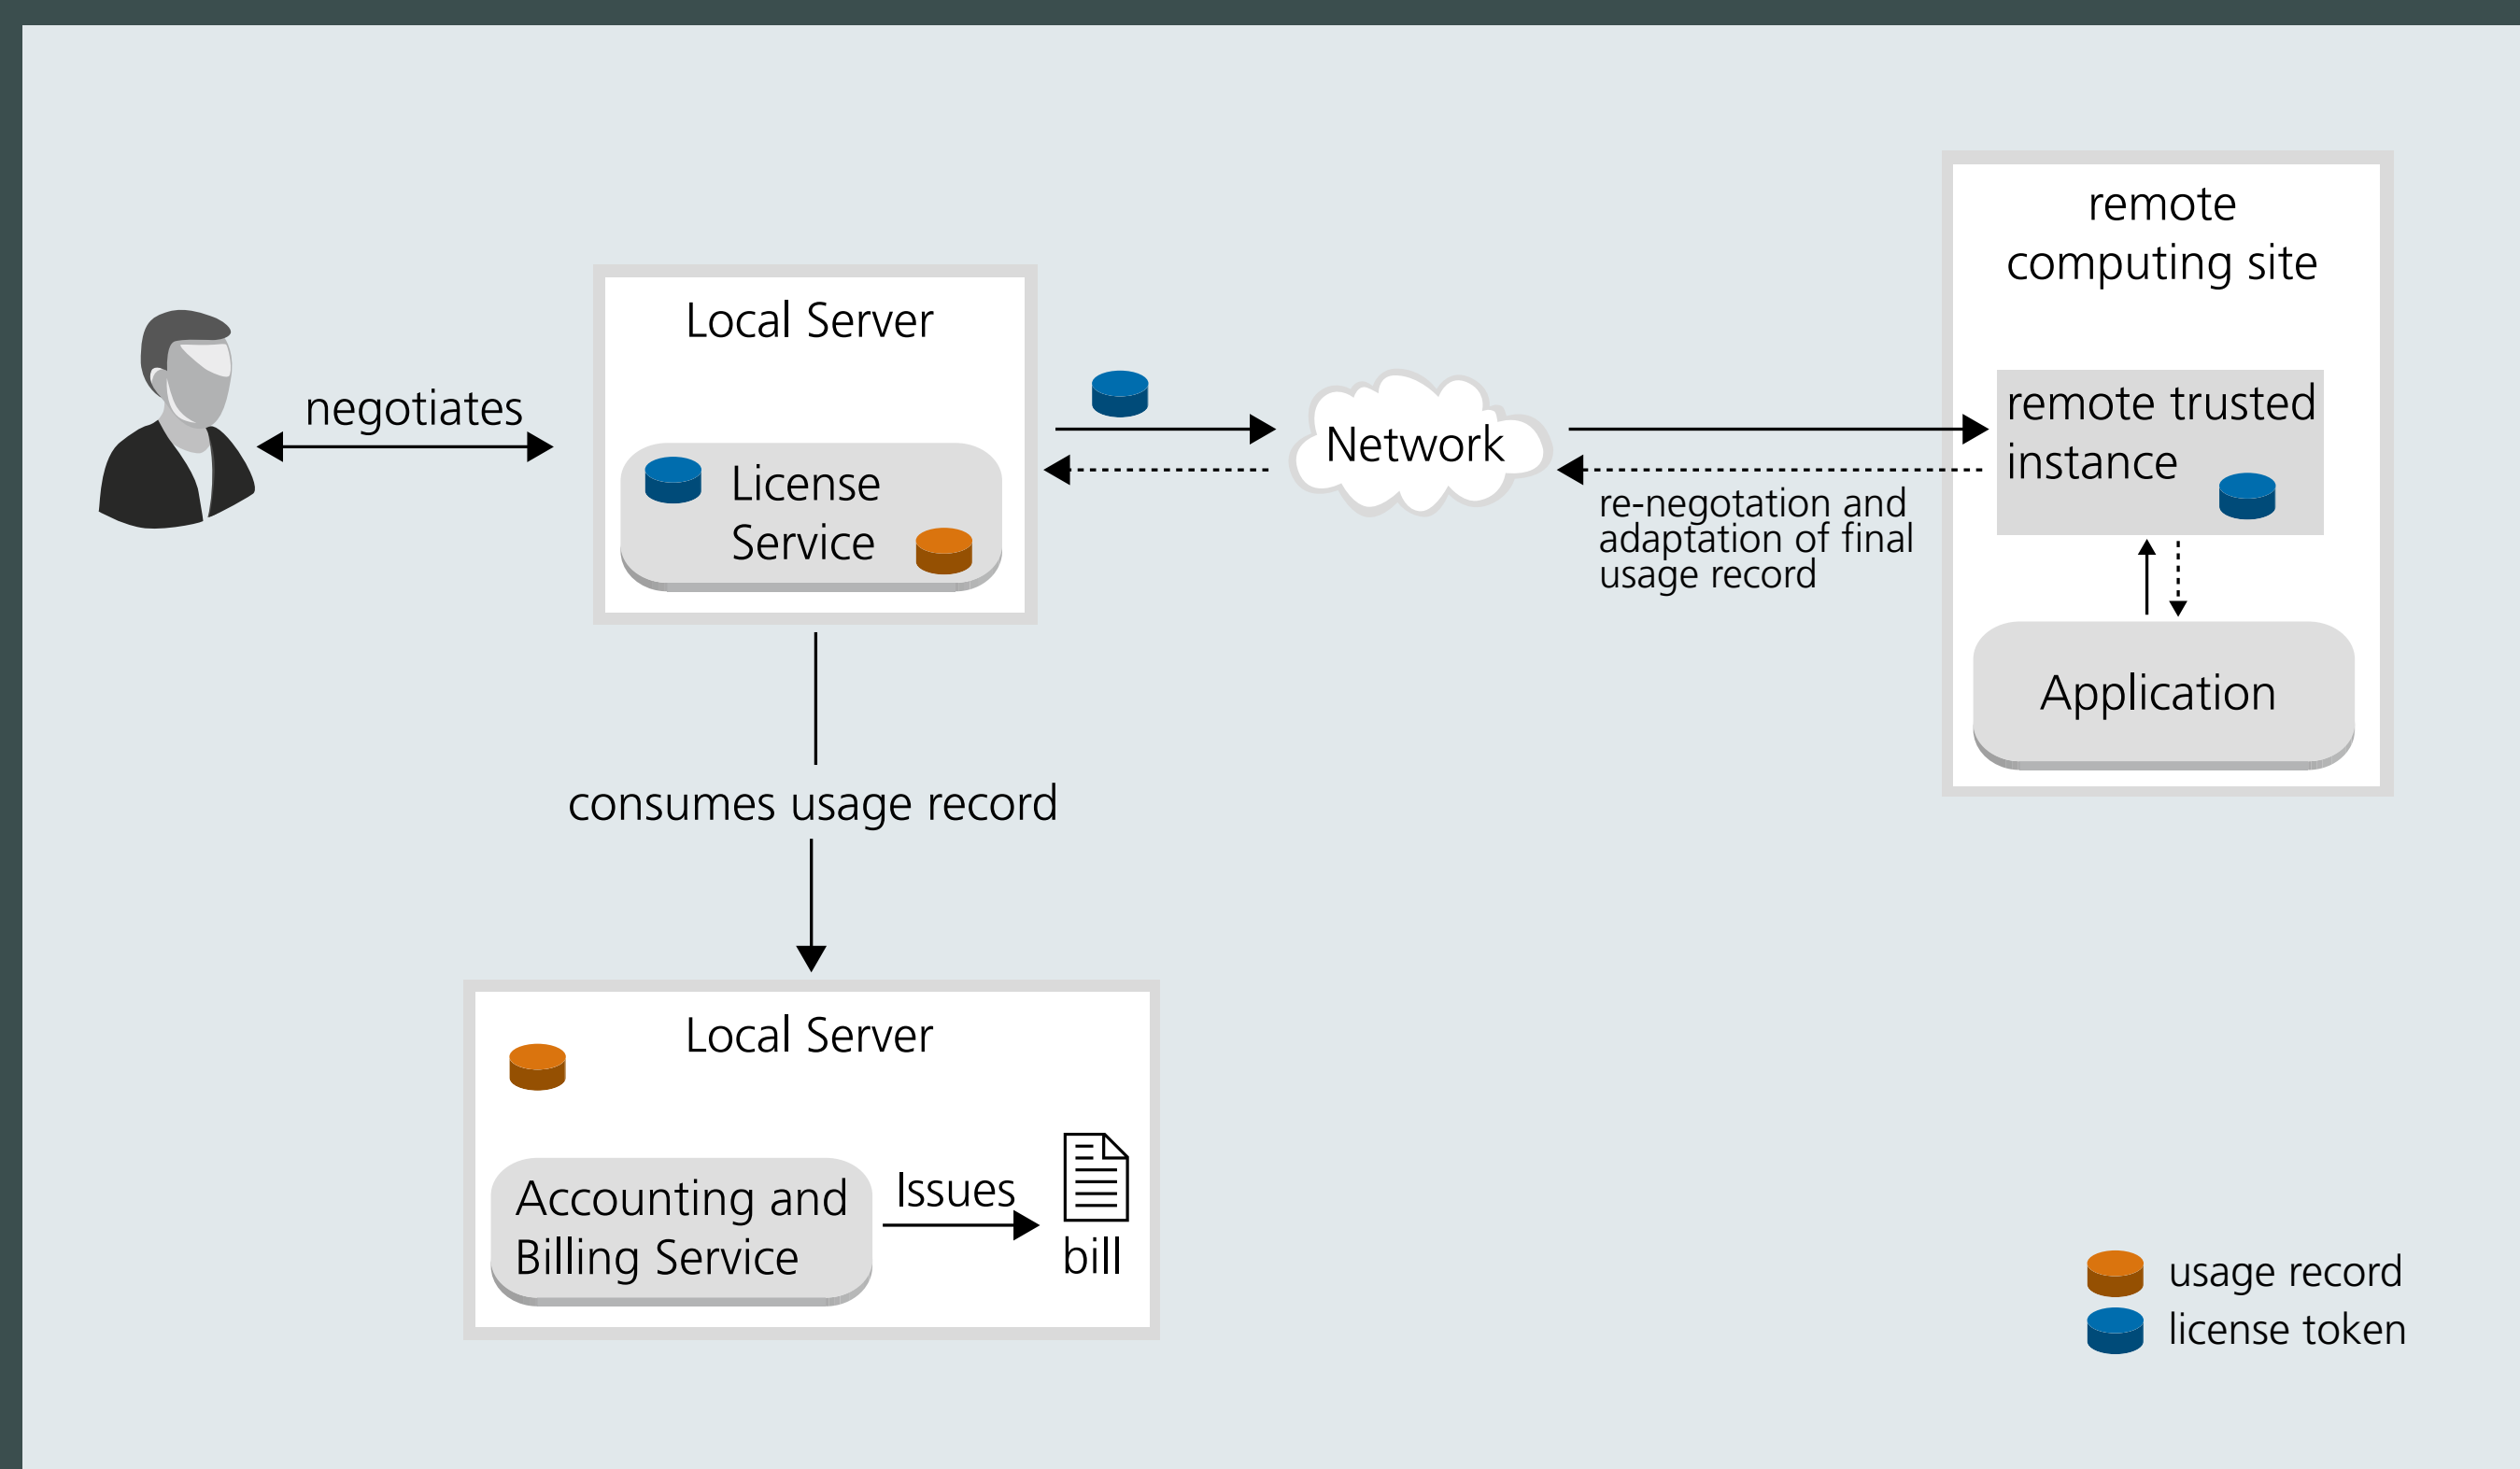 remote
computing site
Local Server
negotiates
remote trusted
instance
Network
License
Service
re-negotation and
adaptation of final
usage record
Application
consumes usage record
Local Server
Accounting and
Billing Service
Issues
bill
usage record
license token